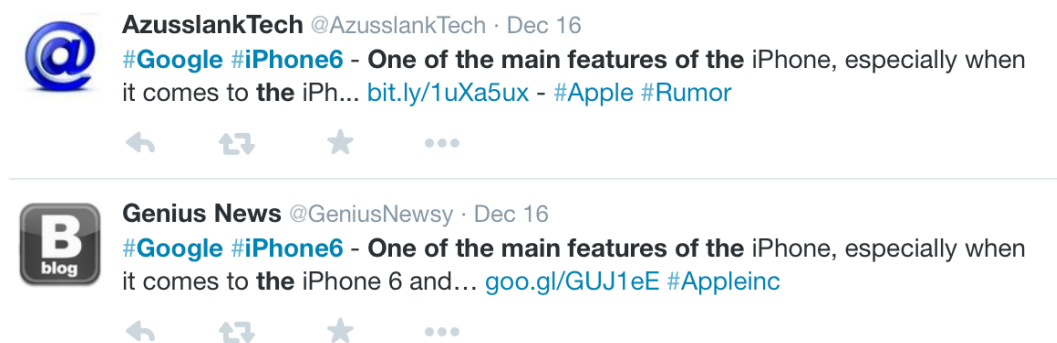 AzusslankTech @AzusslankTech · Dec 16
#Google #iPhone6 - One of the main features of the iPhone, especially when
it comes to the iPh... bit.ly/1uXa5ux - #Apple #Rumor
Genius News @GeniusNewsy · Dec 16
#Google #iPhone6 - One of the main features of the iPhone, especially when
it comes to the iPhone 6 and... goo.gl/GUJ1eE #Appleinc
B
blog